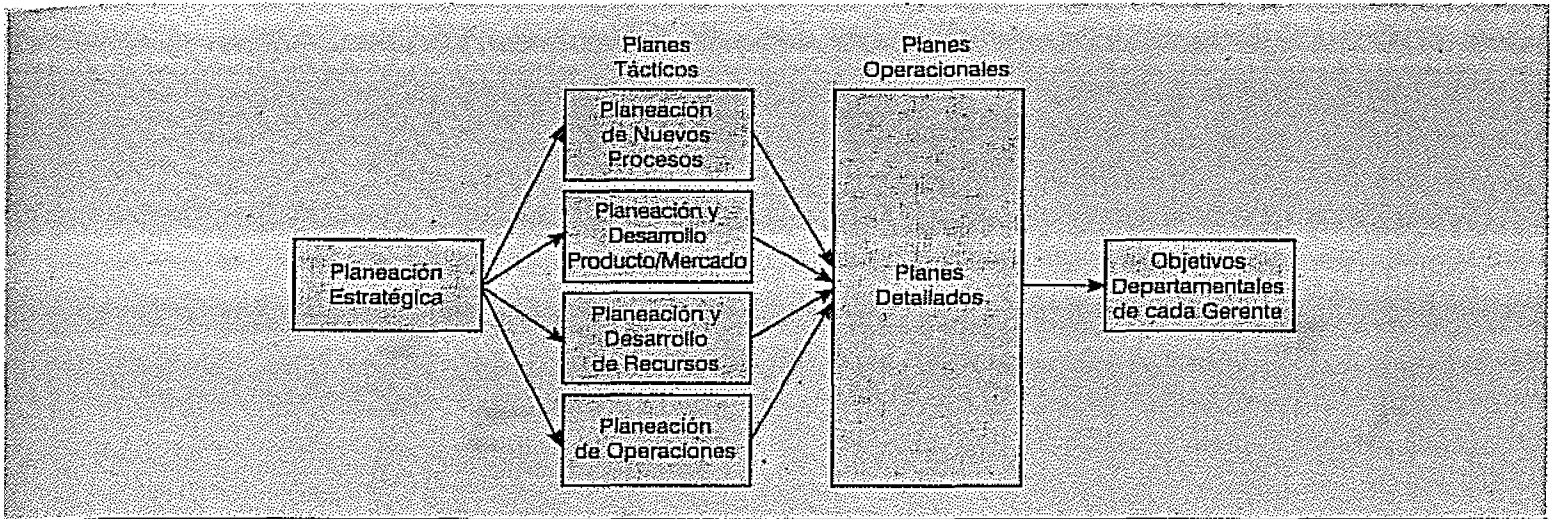 Planes
Tácticos
Planes
Operacionales
Planeación
de Nuevos
Procesos
Planeación y
Desarrollo
Producto/Mercado
Planeación
Estratégica
Planeación y
Desarrollo
de Recursos
Planeación
de Operaciones
Planes
Detallados
Objetivos
Departamentales
de cada Gerente